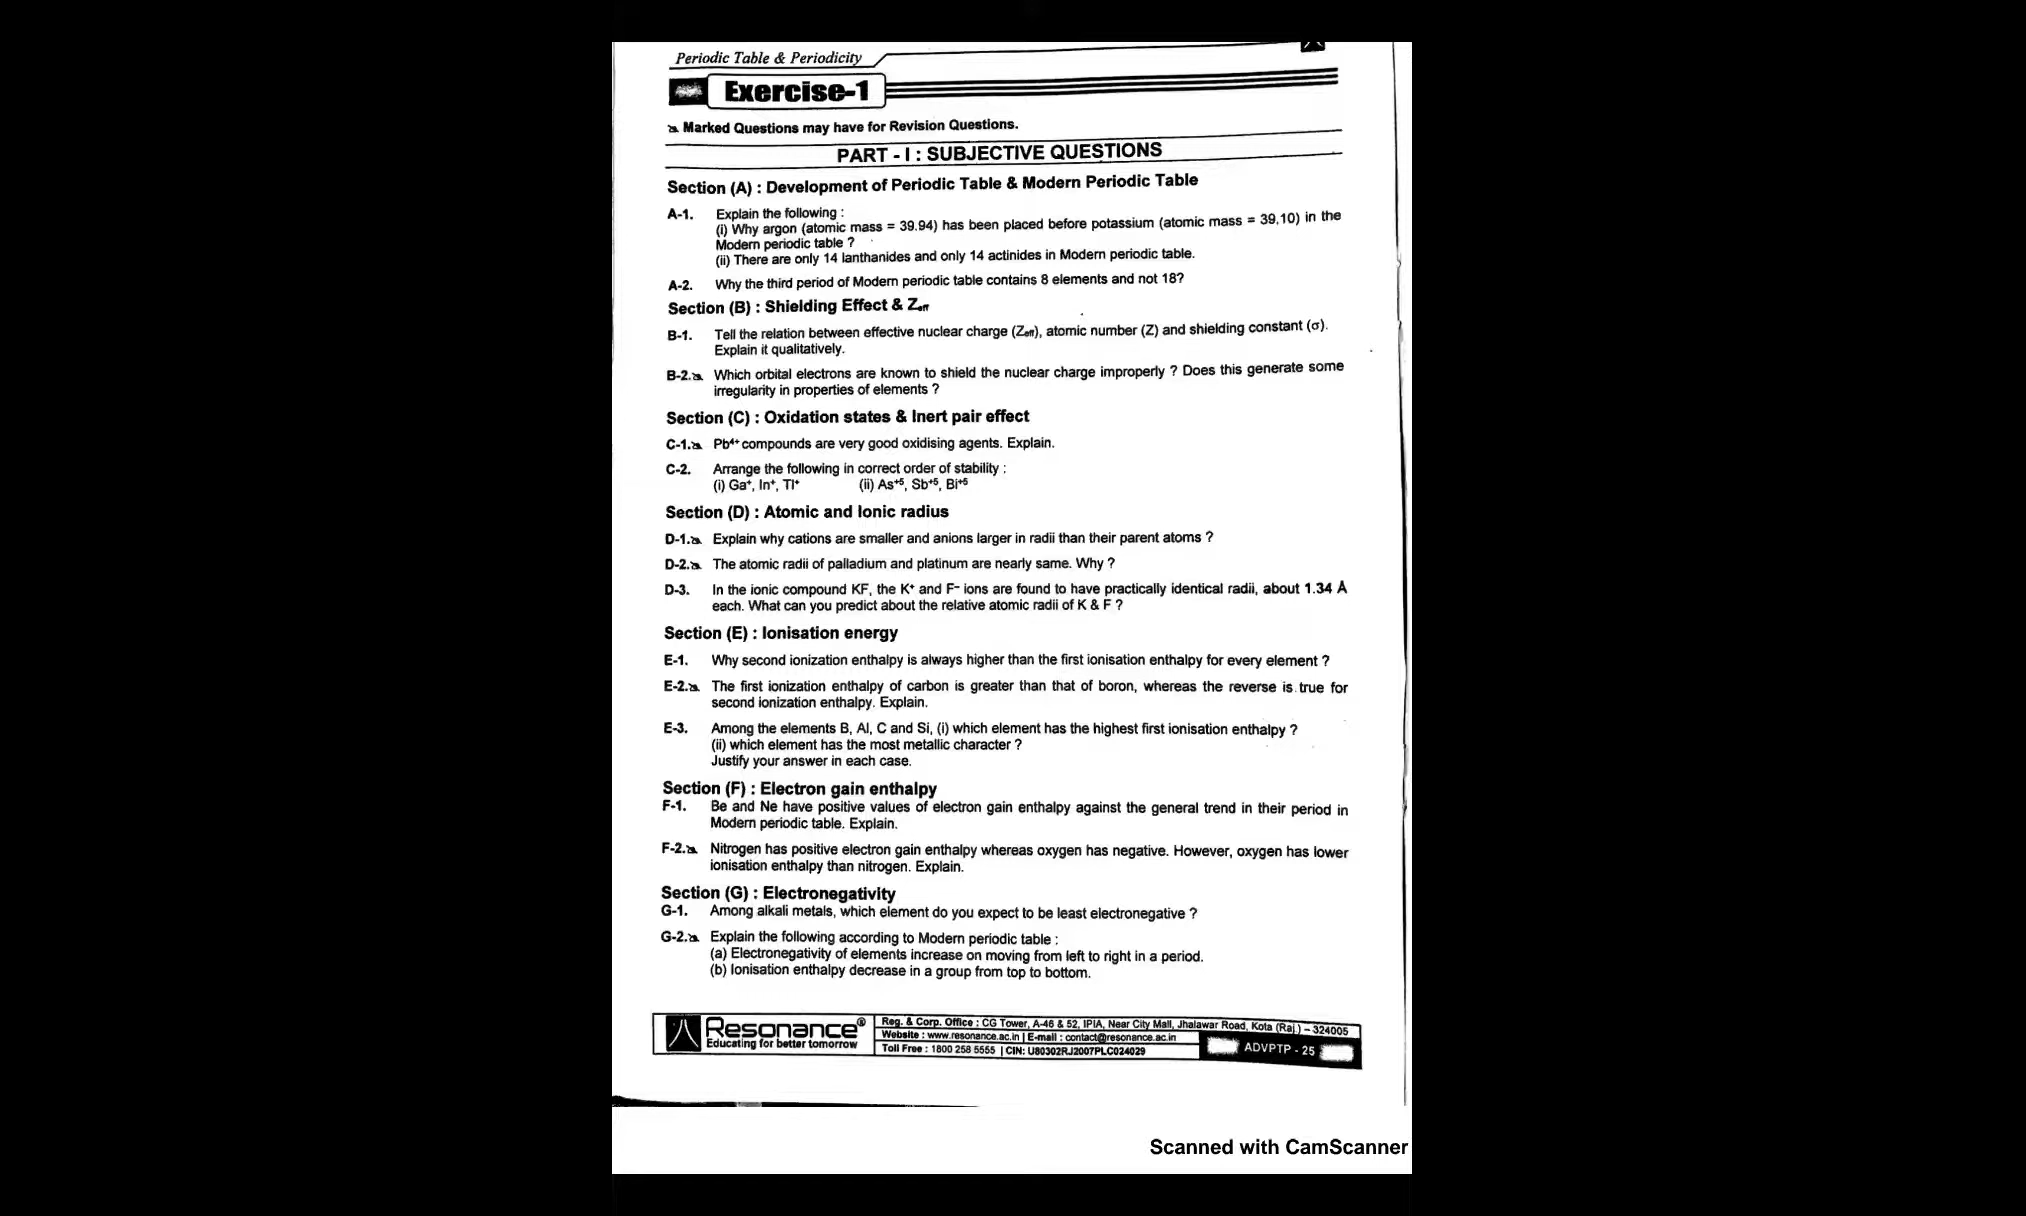 Periodic Table & Periodicity
Exercise-1
Marked Questions may have for Revision Questions.
PART - I : SUBJECTIVE QUESTIONS
Section (A) : Development of Periodic Table & Modern Periodic Table
A-1. Explain the following :
(i) Why argon (atomic mass = 39.94) has been placed before potassium (atomic mass = 39.10) in the
Modern periodic table ?
(ii) There are only 14 lanthanides and only 14 actinides in Modern periodic table.
A-2. Why the third period of Modern periodic table contains 8 elements and not 18?
Section (B) : Shielding Effect & Zeff
B-1. Tell the relation between effective nuclear charge (Zeff), atomic number (Z) and shielding constant (σ).
Explain it qualitatively.
B-2. Which orbital electrons are known to shield the nuclear charge improperly ? Does this generate some
irregularity in properties of elements ?
Section (C) : Oxidation states & Inert pair effect
C-1. Pb⁴⁺ compounds are very good oxidising agents. Explain.
C-2. Arrange the following in correct order of stability :
(i) Ga⁺, In⁺, Tl⁺ (ii) As⁺⁵, Sb⁺⁵, Bi⁺⁵
Section (D) : Atomic and Ionic radius
D-1. Explain why cations are smaller and anions larger in radii than their parent atoms ?
D-2. The atomic radii of palladium and platinum are nearly same. Why ?
D-3. In the ionic compound KF, the K⁺ and F⁻ ions are found to have practically identical radii, about 1.34 Å
each. What can you predict about the relative atomic radii of K & F ?
Section (E) : Ionisation energy
E-1. Why second ionization enthalpy is always higher than the first ionisation enthalpy for every element ?
E-2. The first ionization enthalpy of carbon is greater than that of boron, whereas the reverse is true for
second ionization enthalpy. Explain.
E-3. Among the elements B, Al, C and Si, (i) which element has the highest first ionisation enthalpy ?
(ii) which element has the most metallic character ?
Justify your answer in each case.
Section (F) : Electron gain enthalpy
F-1. Be and Ne have positive values of electron gain enthalpy against the general trend in their period in
Modern periodic table. Explain.
F-2. Nitrogen has positive electron gain enthalpy whereas oxygen has negative. However, oxygen has lower
ionisation enthalpy than nitrogen. Explain.
Section (G) : Electronegativity
G-1. Among alkali metals, which element do you expect to be least electronegative ?
G-2. Explain the following according to Modern periodic table :
(a) Electronegativity of elements increase on moving from left to right in a period.
(b) Ionisation enthalpy decrease in a group from top to bottom.
Resonance®
Educating for better tomorrow
Reg. & Corp. Office : CG Tower, A-46 & 52, IPIA, Near City Mall, Jhalawar Road, Kota (Raj.) – 324005
Website : www.resonance.ac.in | E-mail : contact@resonance.ac.in
Toll Free : 1800 258 5555 | CIN: U80302RJ2007PLC024029
ADVPTP - 25
Scanned with CamScanner